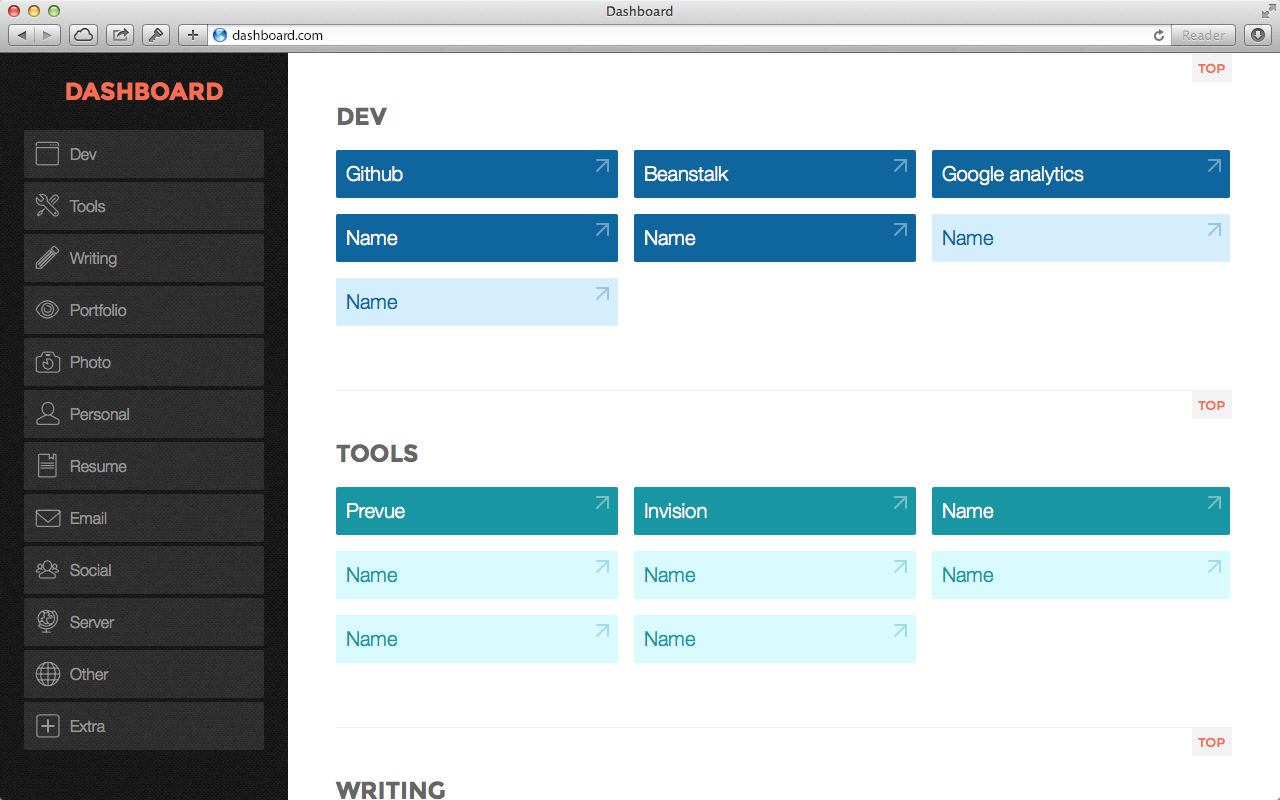 Dashboard
dashboard.com
Reader
DASHBOARD
Dev
Tools
Writing
Portfolio
Photo
Personal
Resume
Email
Social
Server
Other
Extra
TOP
DEV
Github Beanstalk Google analytics
Name Name Name
Name
TOP
TOOLS
Prevue Invision Name
Name Name Name
Name Name
TOP
WRITING